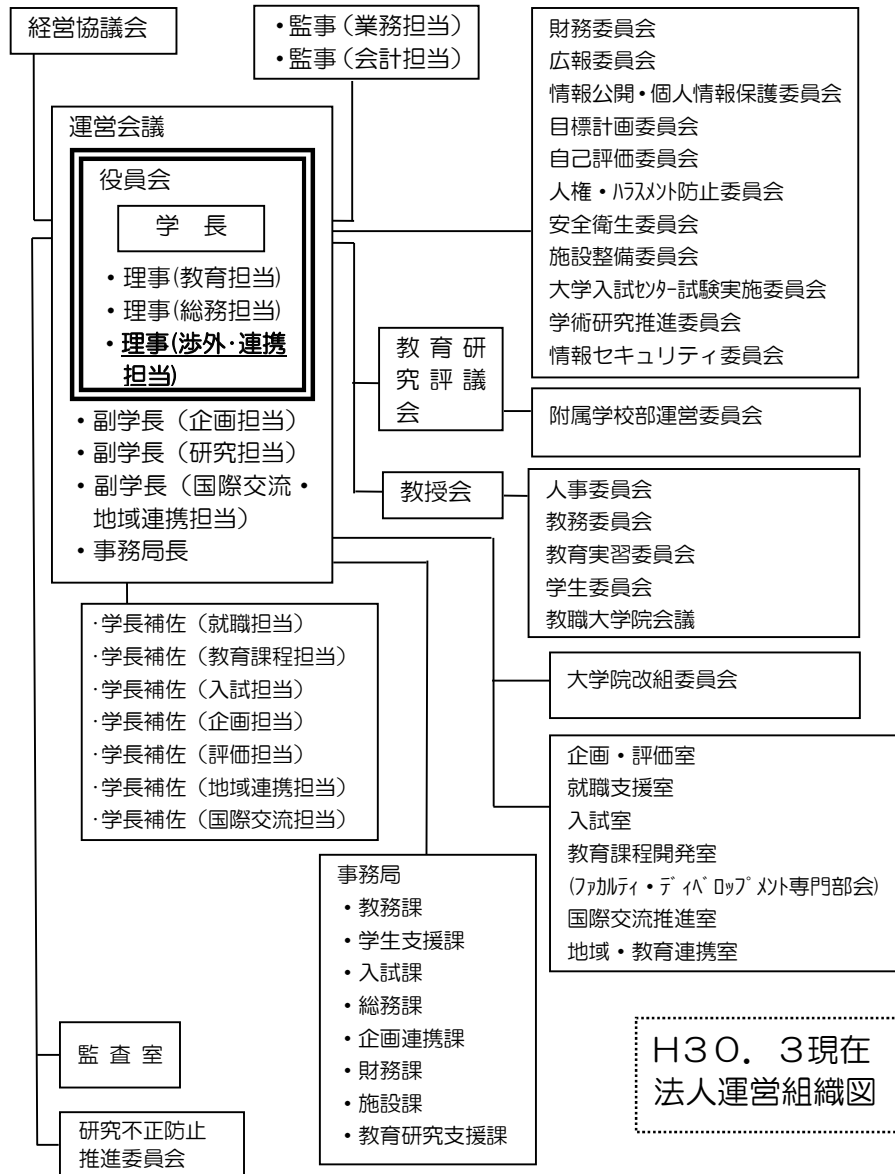 経営協議会
・監事（業務担当）
・監事（会計担当）
財務委員会
広報委員会
情報公開・個人情報保護委員会
目標計画委員会
自己評価委員会
人権・ﾊﾗｽﾒﾝﾄ防止委員会
安全衛生委員会
施設整備委員会
大学入試ｾﾝﾀｰ試験実施委員会
学術研究推進委員会
情報セキュリティ委員会
運営会議
役員会
学　長
・理事(教育担当)
・理事(総務担当)
・理事(渉外･連携
担当)
・副学長（企画担当）
・副学長（研究担当）
・副学長（国際交流・
地域連携担当）
・事務局長
教育研
究評議
会
附属学校部運営委員会
教授会
人事委員会
教務委員会
教育実習委員会
学生委員会
教職大学院会議
･学長補佐（就職担当）
･学長補佐（教育課程担当）
･学長補佐（入試担当）
･学長補佐（企画担当）
･学長補佐（評価担当）
･学長補佐（地域連携担当）
･学長補佐（国際交流担当）
大学院改組委員会
企画・評価室
就職支援室
入試室
教育課程開発室
(ﾌｧｶﾙﾃｨ・ﾃﾞｨﾍﾞﾛｯﾌﾟﾒﾝﾄ専門部会)
国際交流推進室
地域・教育連携室
事務局
・教務課
・学生支援課
・入試課
・総務課
・企画連携課
・財務課
・施設課
・教育研究支援課
監 査 室
研究不正防止
推進委員会
Ｈ３０．３現在
法人運営組織図